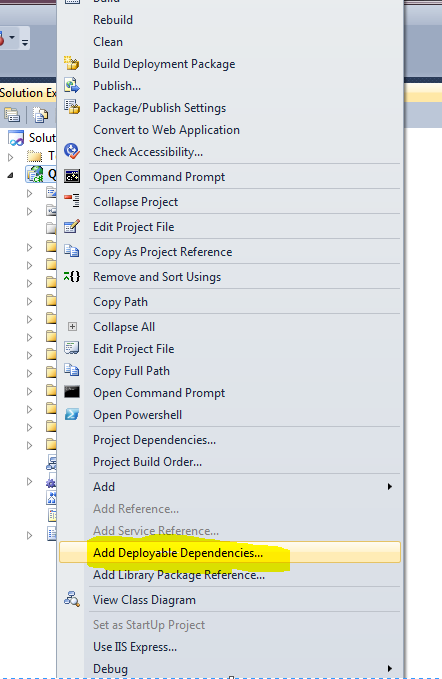 Build
Rebuild
Clean
Build Deployment Package
Publish...
Package/Publish Settings
Convert to Web Application
Check Accessibility...
Open Command Prompt
Collapse Project
Edit Project File
Copy As Project Reference
Remove and Sort Usings
Copy Path
Collapse All
Edit Project File
Copy Full Path
Open Command Prompt
Open Powershell
Project Dependencies...
Project Build Order...
Add
Add Reference...
Add Service Reference...
Add Deployable Dependencies...
Add Library Package Reference...
View Class Diagram
Set as StartUp Project
Use IIS Express...
Debug
Solution Ex
Solut
T
Q